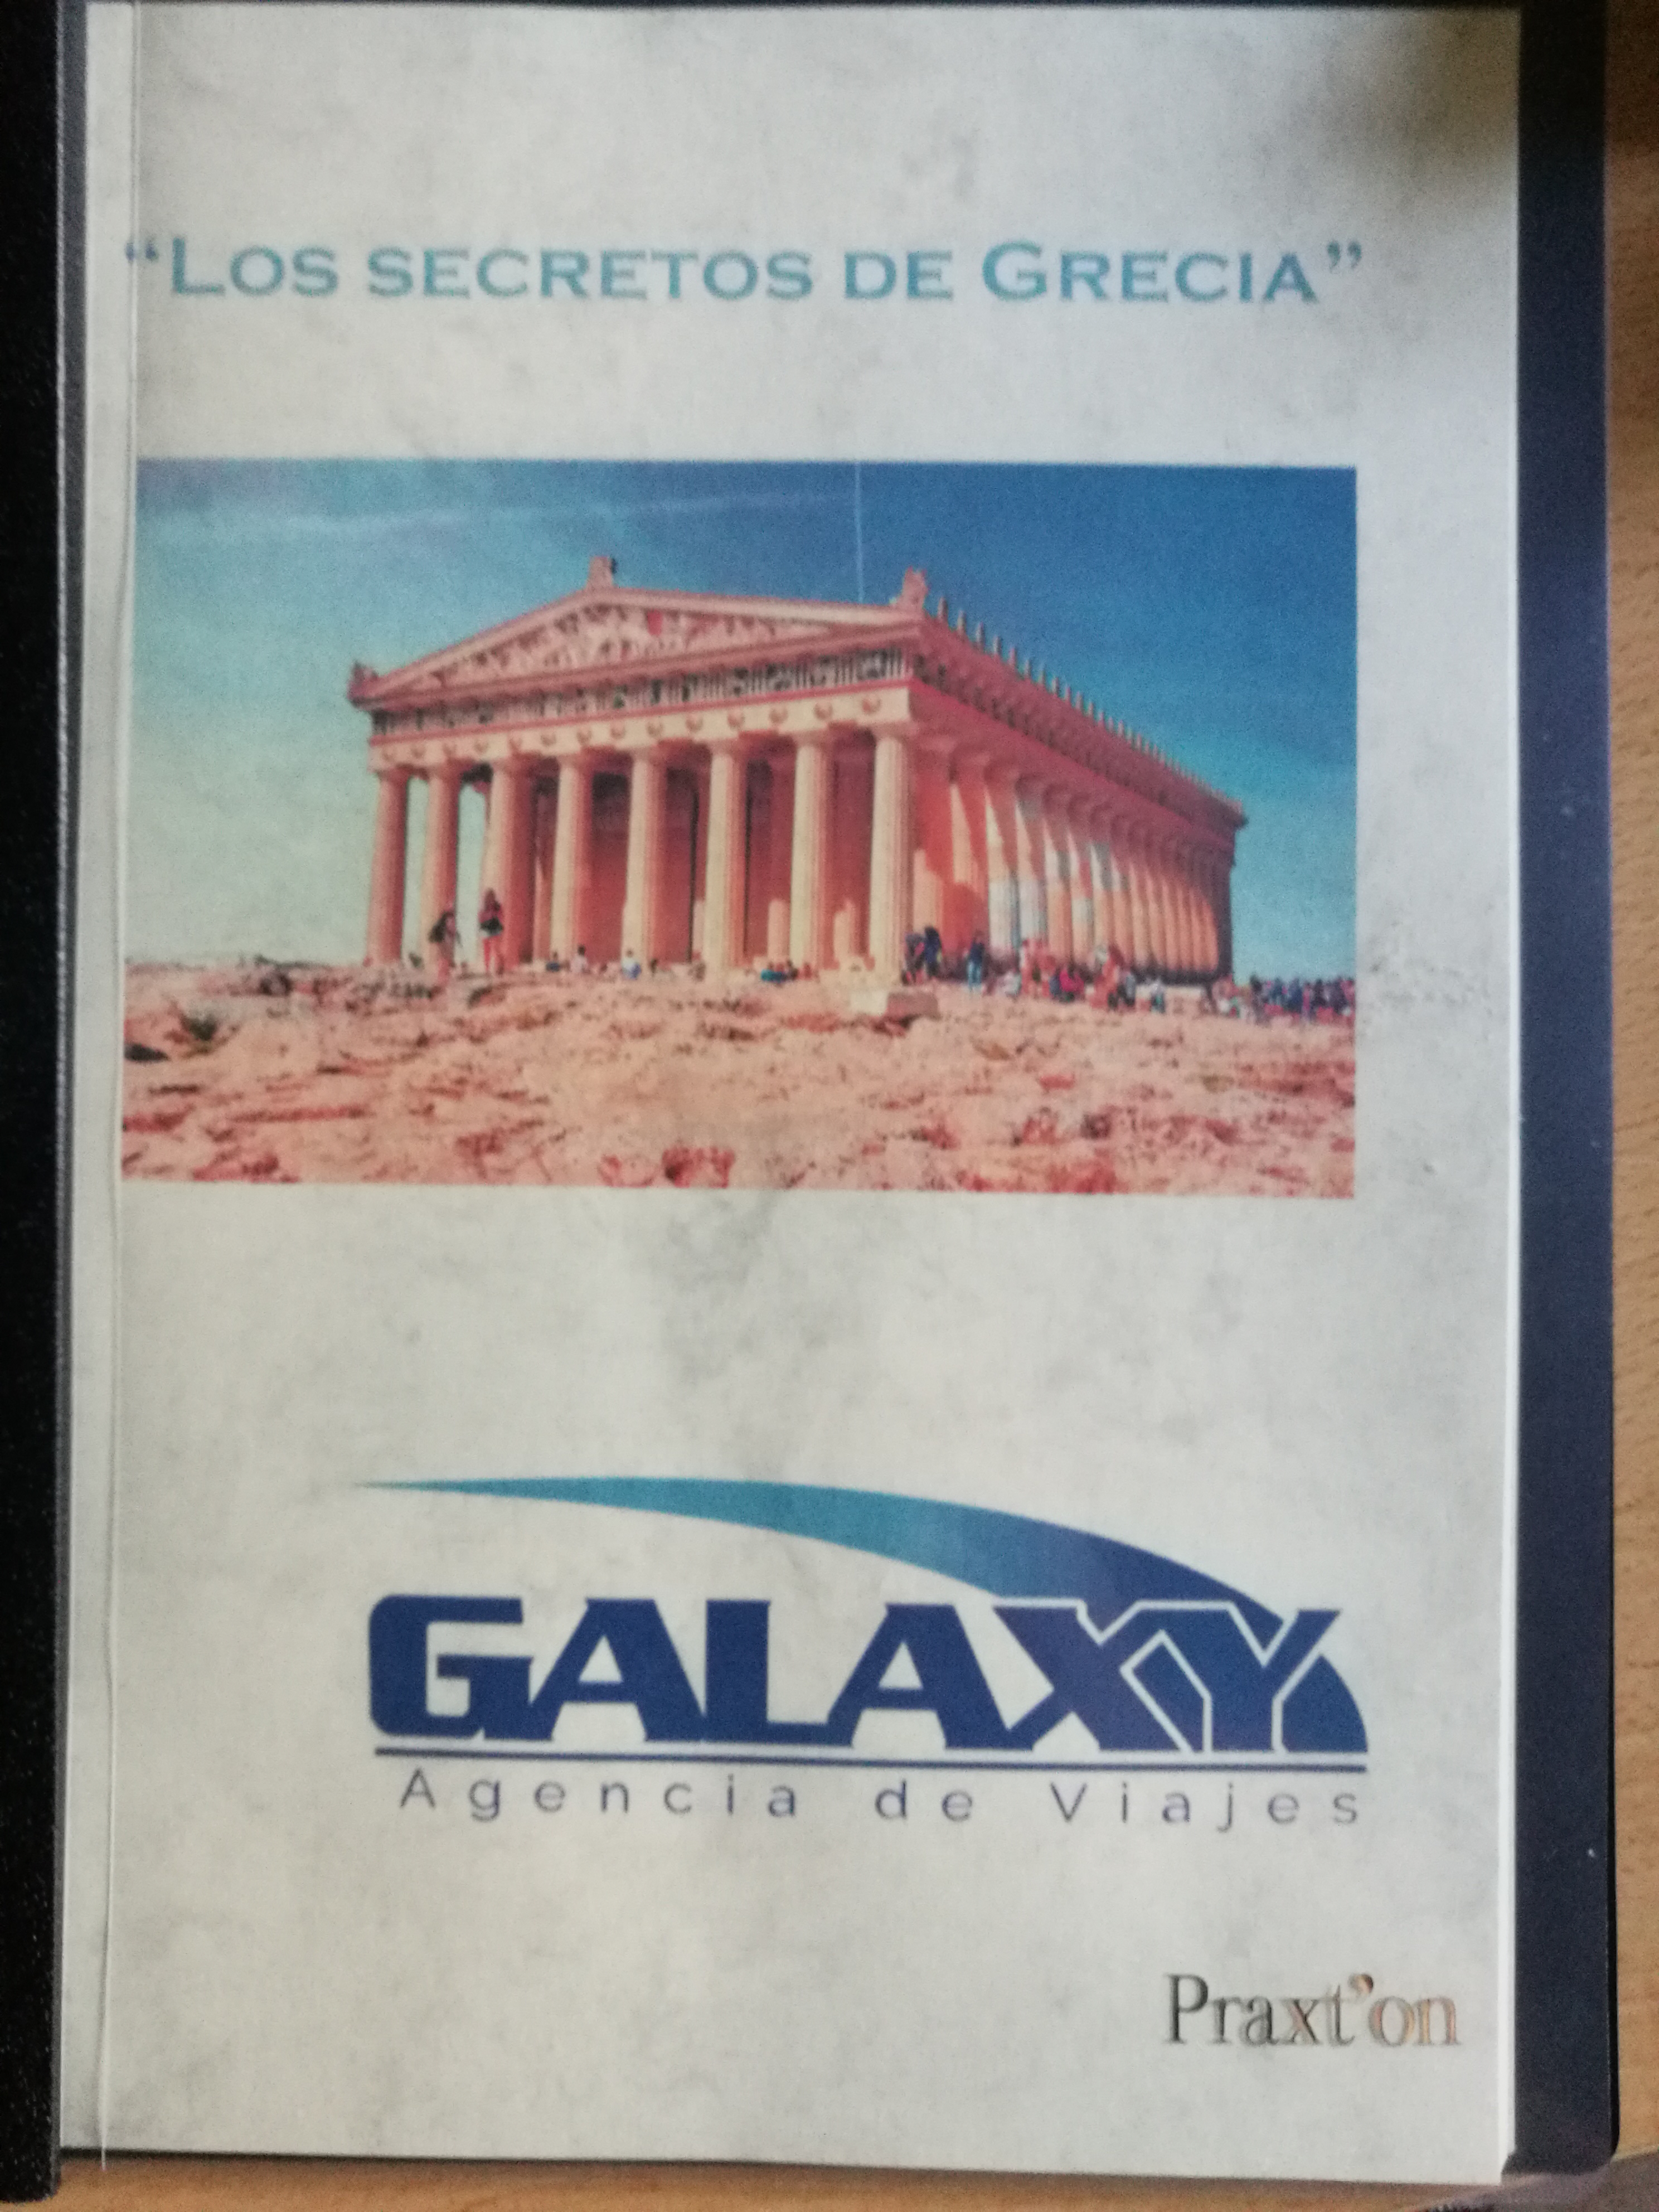 “Los secretos de Grecia”
GALAXY
Agencia de Viajes
Praxt’on